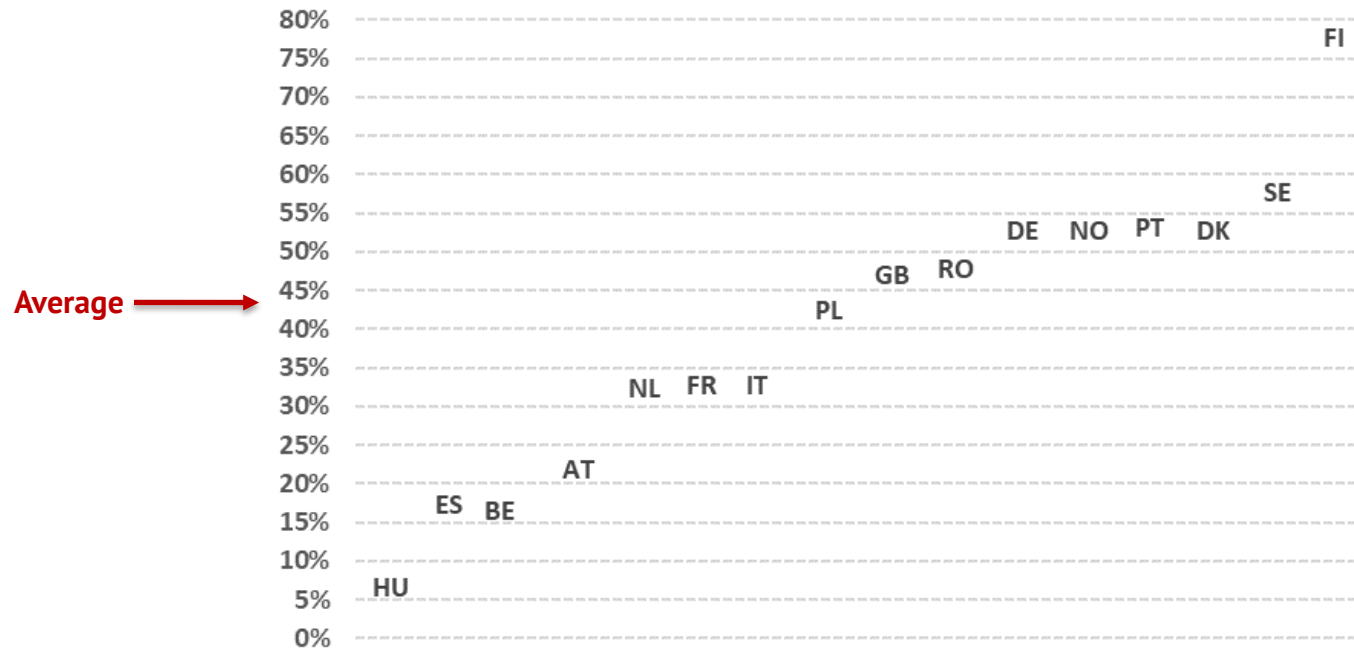 80%
FI
75%
70%
65%
60%
SE
55%
DE NO PT DK
50%
GB RO
45%
Average
PL
40%
35%
NL FR IT
30%
25%
AT
20%
ES BE
15%
10%
HU
5%
0%